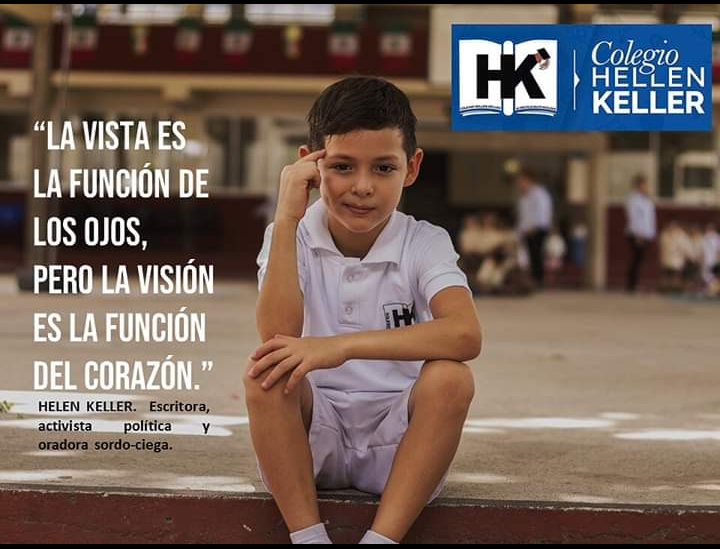 HK
Colegio
HELLEN
KELLER
“LA VISTA ES
LA FUNCIÓN DE
LOS OJOS,
PERO LA VISIÓN
ES LA FUNCIÓN
DEL CORAZÓN.”
HELEN KELLER. Escritora,
activista política y
oradora sordo-ciega.
HK